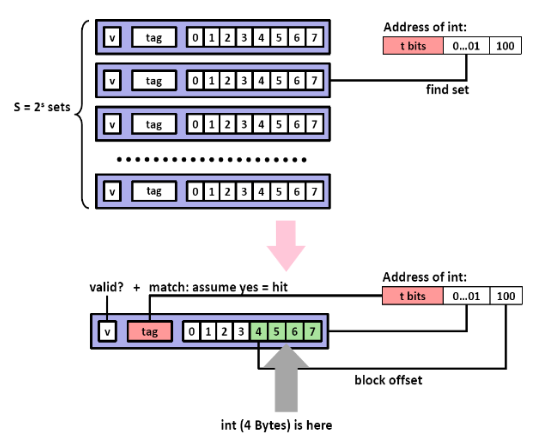 Address of int:
v tag 0 1 2 3 4 5 6 7
t bits 0...01 100
v tag 0 1 2 3 4 5 6 7
find set
S = 2ˢ sets
v tag 0 1 2 3 4 5 6 7
v tag 0 1 2 3 4 5 6 7
Address of int:
valid? + match: assume yes = hit
t bits 0...01 100
v tag 0 1 2 3 4 5 6 7
block offset
int (4 Bytes) is here